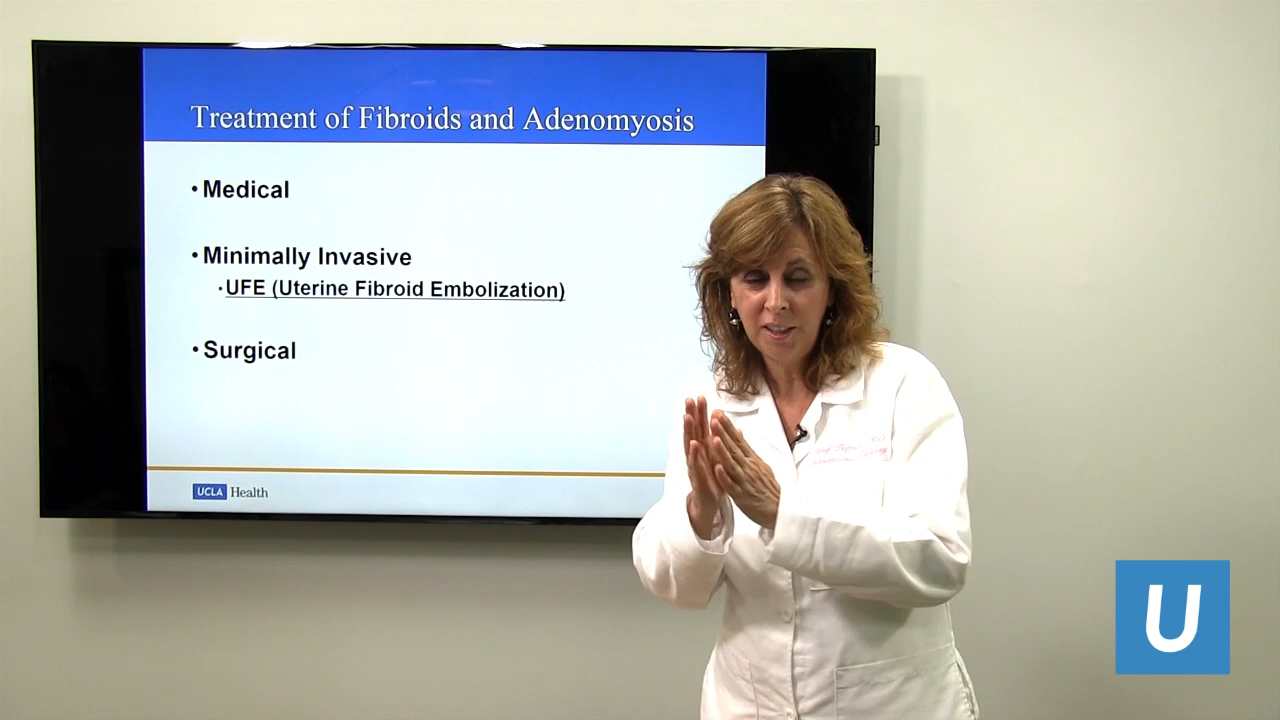 Treatment of Fibroids and Adenomyosis
• Medical
• Minimally Invasive
• UFE (Uterine Fibroid Embolization)
• Surgical
UCLA Health
U